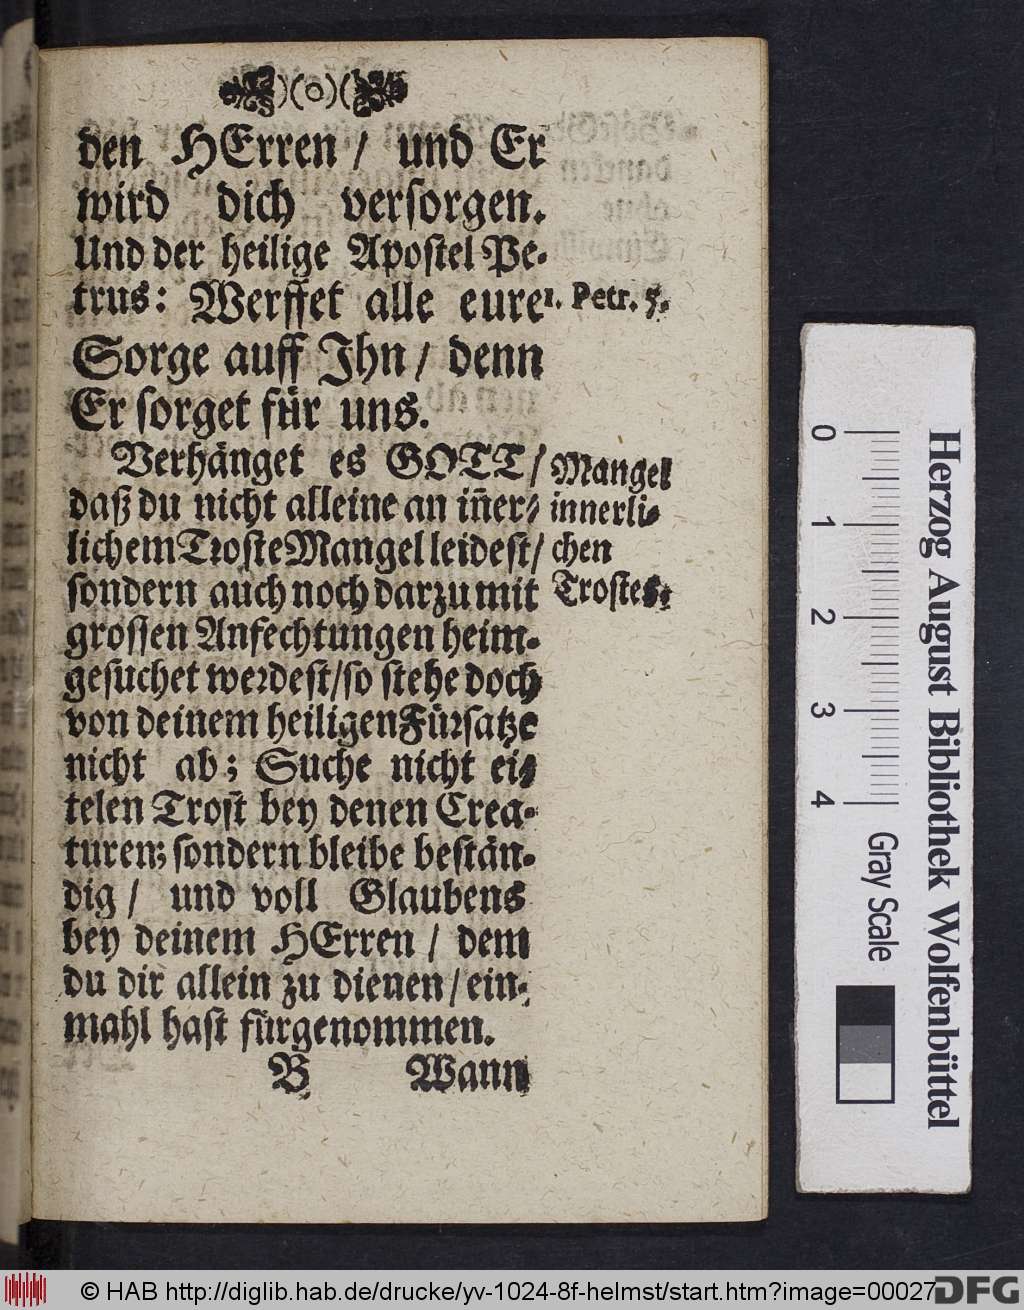 )(o)(
den HErren / und Er
wird dich versorgen.
Und der heilige Apostel Pe-
trus: Werffet alle eure
1. Petr. 5.
Sorge auff Ihn / denn
Er sorget für uns.
Verhänget es GOTT /
daß du nicht alleine an iñer-
lichem Troste Mangel leidest /
sondern auch noch darzu mit
grossen Anfechtungen heim-
gesuchet werdest / so stehe doch
von deinem heiligen Fürsatze
nicht ab; Suche nicht ei-
telen Trost bey denen Crea-
turen; sondern bleibe bestän-
dig / und voll Glaubens
bey deinem HErren / dem
du dir allein zu dienen / ein-
mahl hast fürgenommen.
Mangel
innerli-
chen
Trostes.
B Wann
Herzog August Bibliothek Wolfenbüttel
0 1 2 3 4
Gray Scale
© HAB http://diglib.hab.de/drucke/yv-1024-8f-helmst/start.htm?image=00027
DFG